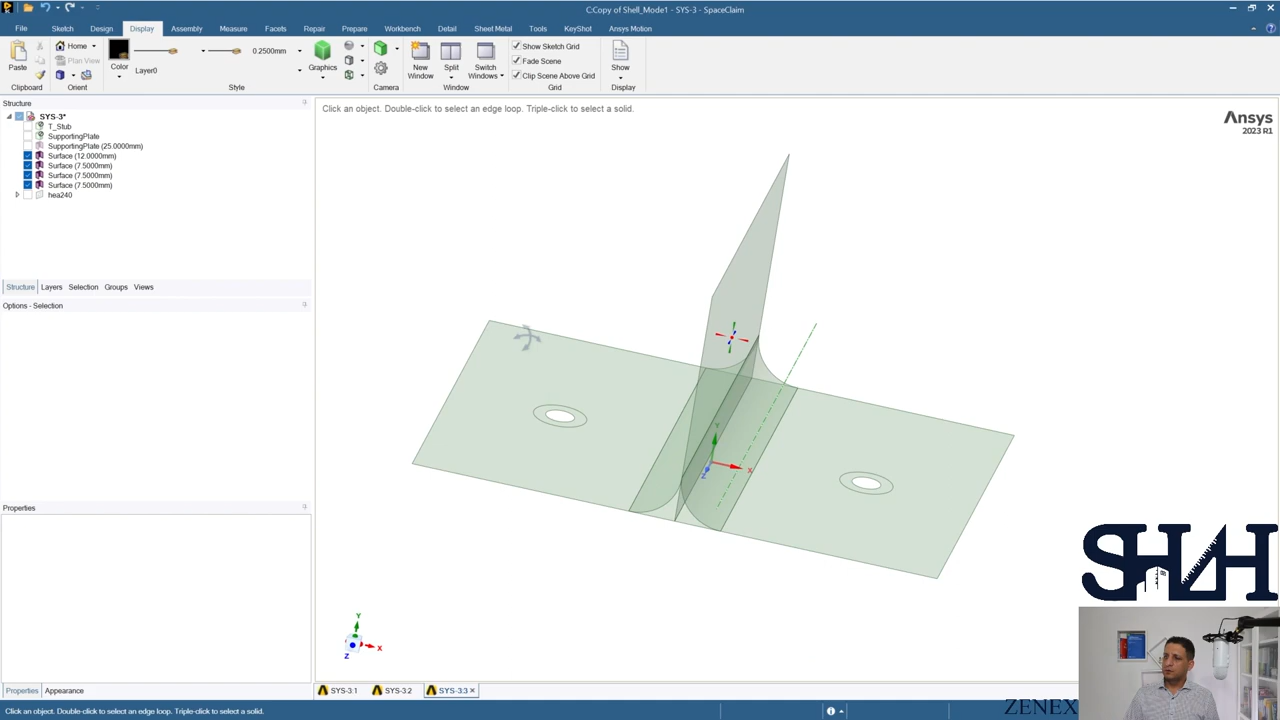 C:Copy of Shell_Mode1 - SYS-3 - SpaceClaim
File Sketch Design Display Assembly Measure Facets Repair Prepare Workbench Detail Sheet Metal Tools KeyShot Ansys Motion
Home
Plan View
Paste
Color
Layer0
0.2500mm
Graphics
New Window
Split
Switch Windows
Show Sketch Grid
Fade Scene
Clip Scene Above Grid
Show
Clipboard Orient Style Camera Window Grid Display
Structure
SYS-3*
T_Stub
SupportingPlate
SupportingPlate (25.0000mm)
Surface (12.0000mm)
Surface (7.5000mm)
Surface (7.5000mm)
Surface (7.5000mm)
hea240
Structure Layers Selection Groups Views
Options - Selection
Properties
Properties Appearance
Click an object. Double-click to select an edge loop. Triple-click to select a solid.
Ansys
2023 R1
Y
X
Z
Y
X
Z
SYS-3:1 SYS-3:2 SYS-3:3
Click an object. Double-click to select an edge loop. Triple-click to select a solid.
SHZH
ZENEX